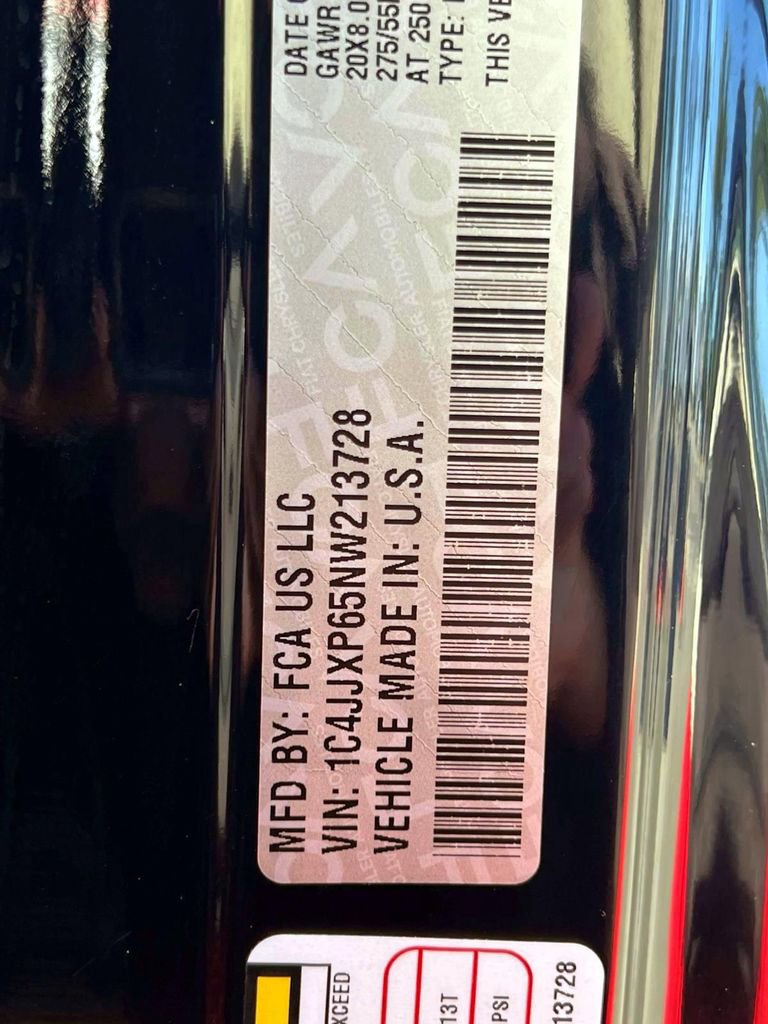 MFD BY: FCA US LLC
VIN: 1C4JJXP65NW213728
VEHICLE MADE IN: U.S.A.
DATE
GAWR
20X8.0
275/55
AT 250
TYPE:
THIS VE
XCEED
13T
PSI
13728